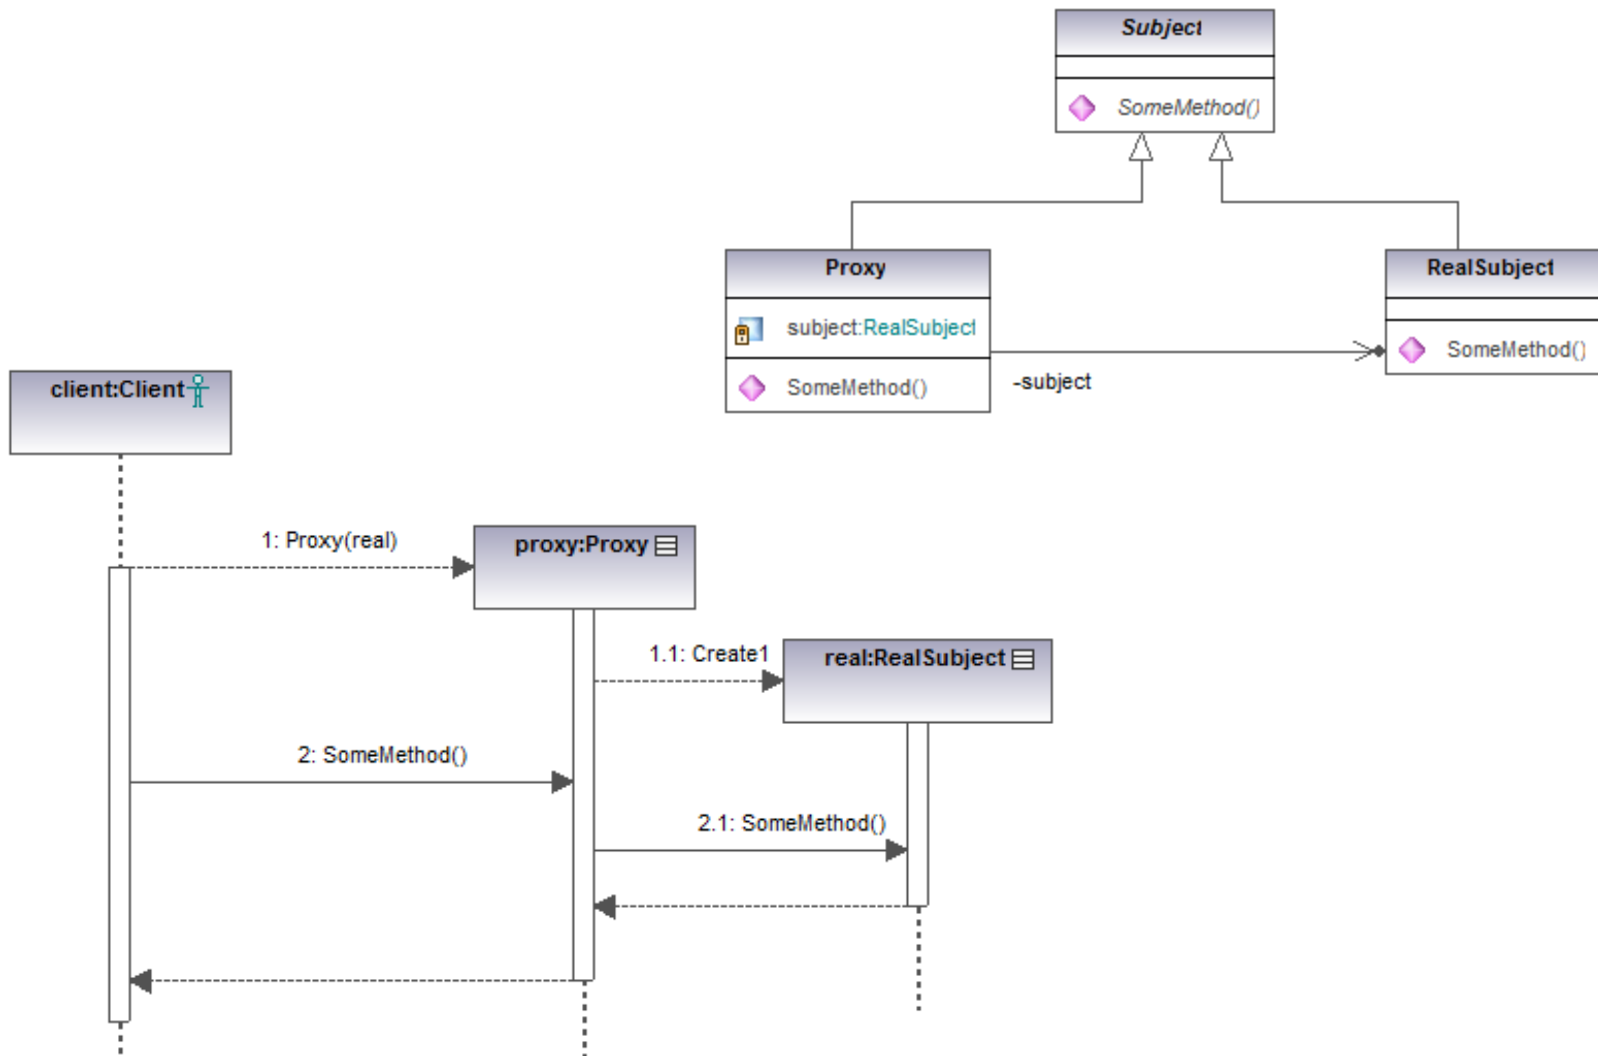 Subject
SomeMethod()
Proxy
subject:RealSubject
SomeMethod()
-subject
RealSubject
SomeMethod()
client:Client
1: Proxy(real)
proxy:Proxy
1.1: Create1
real:RealSubject
2: SomeMethod()
2.1: SomeMethod()